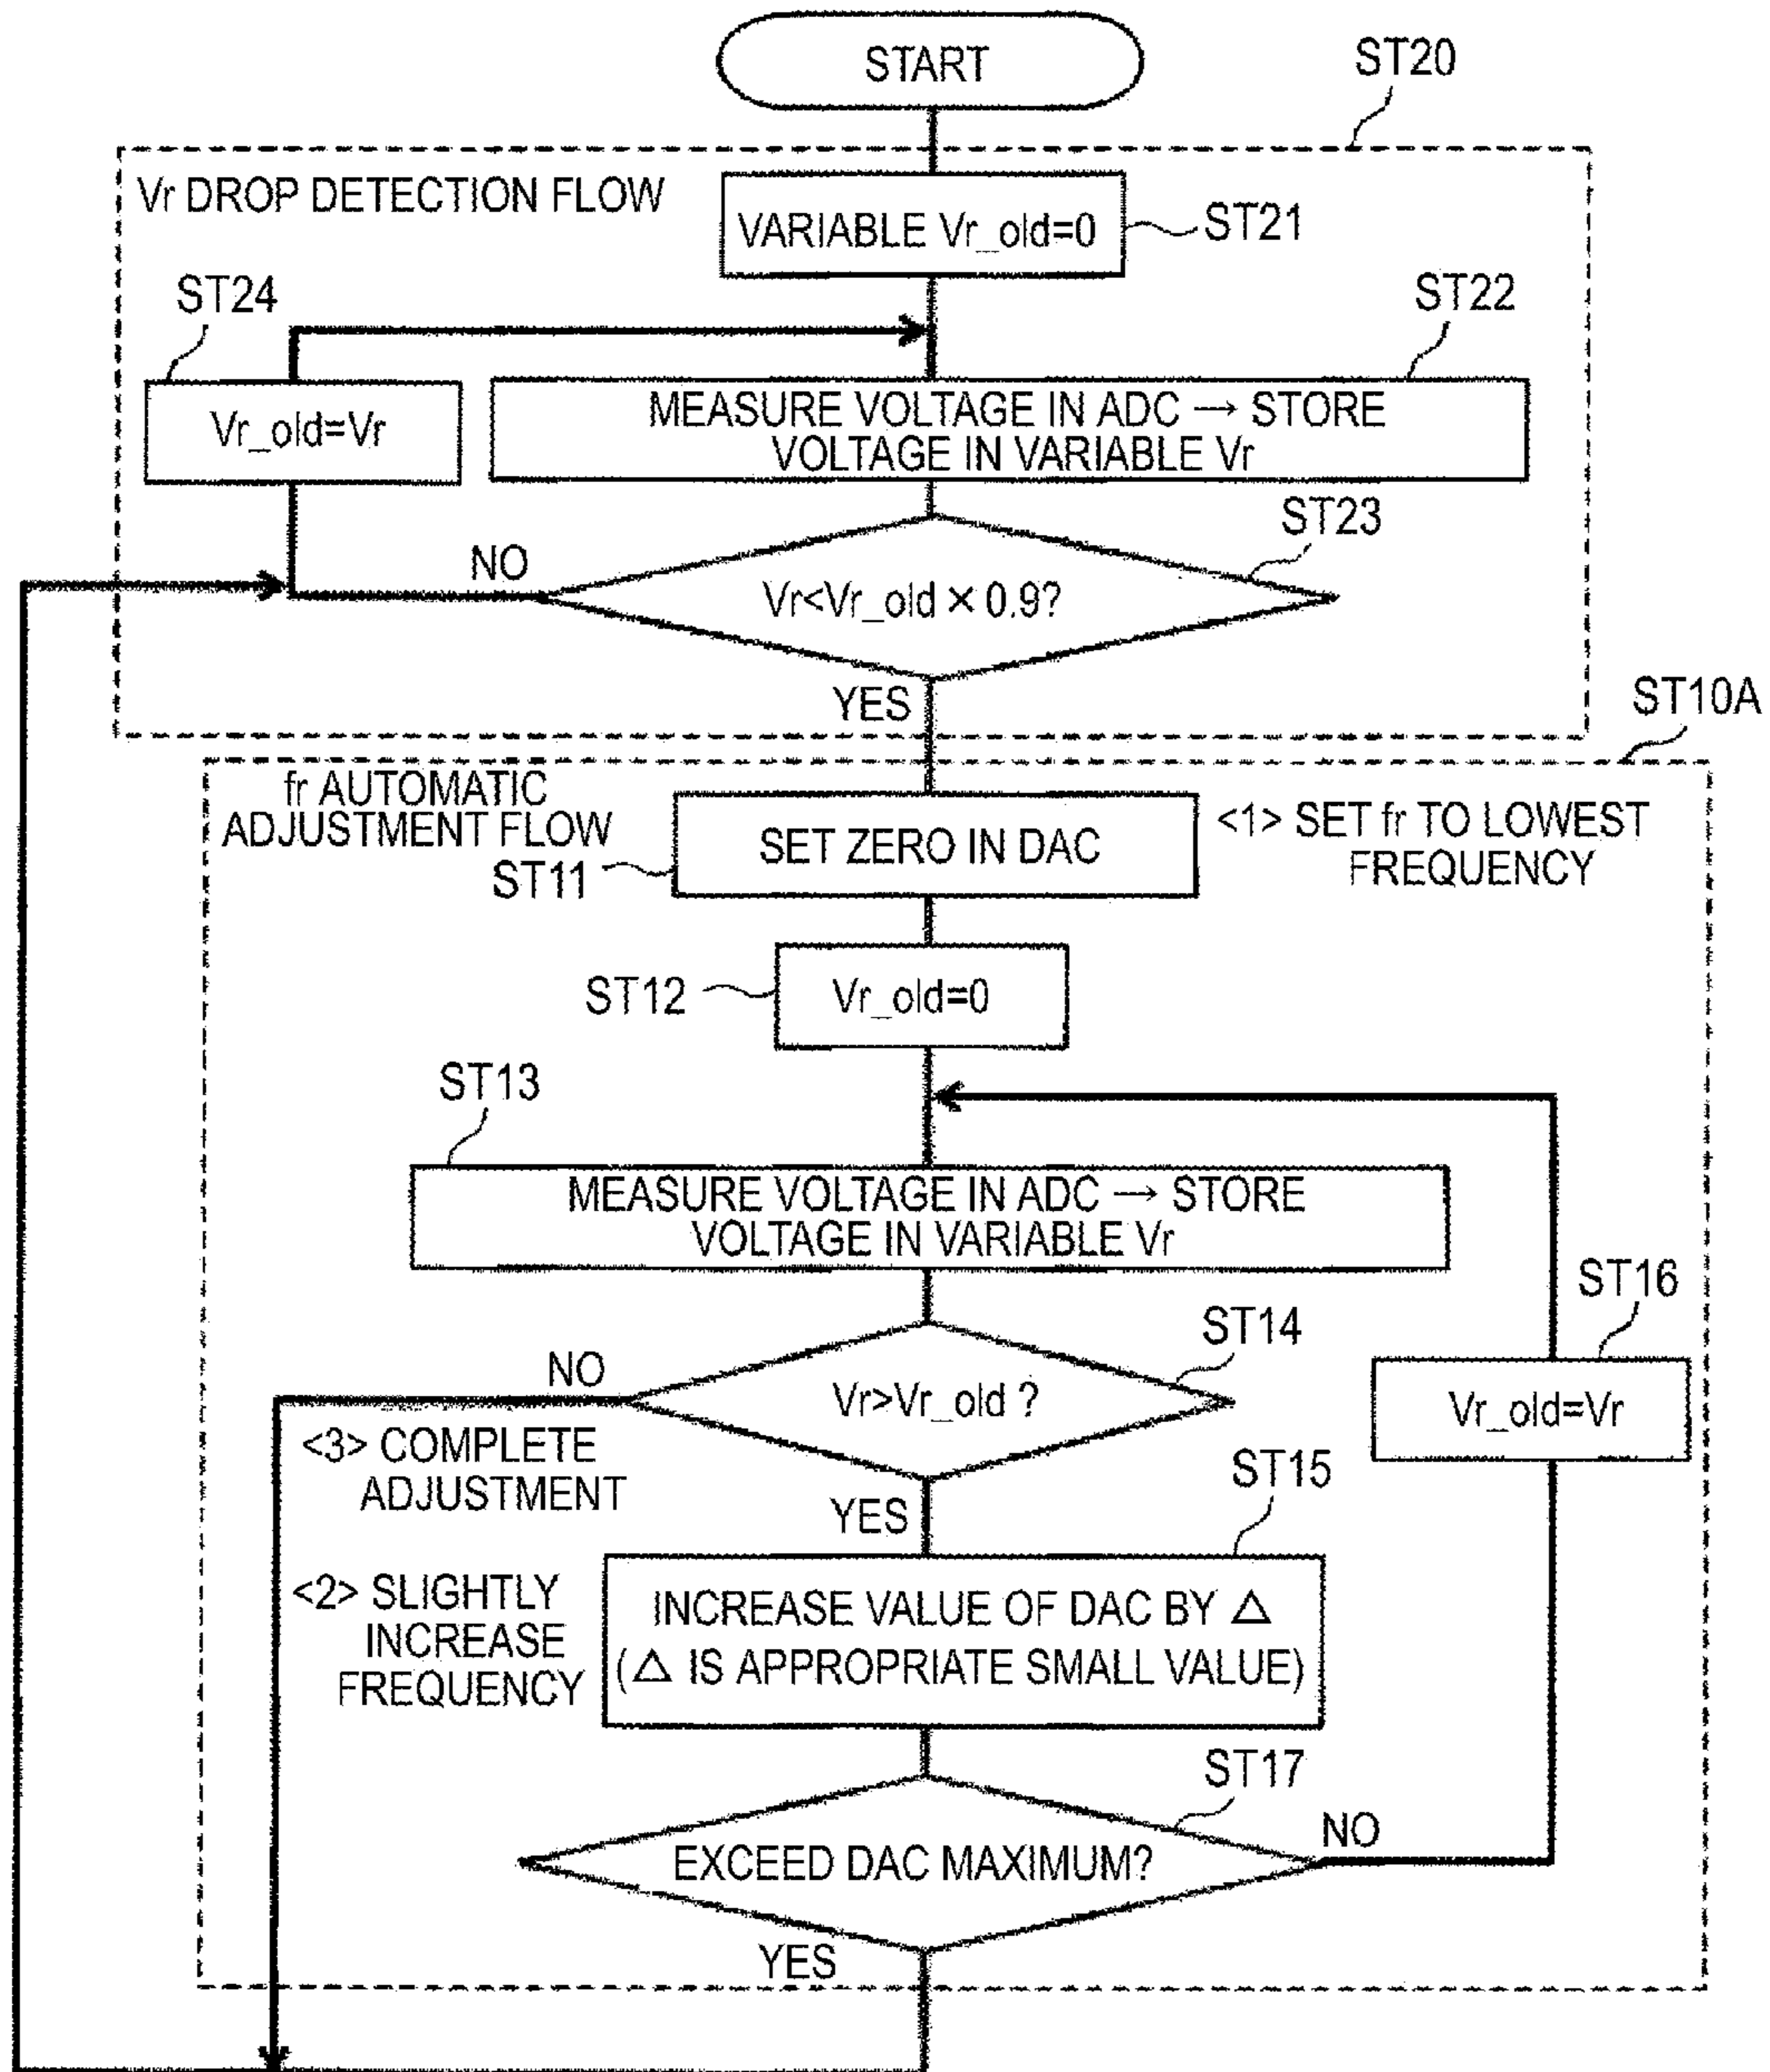 START
ST20
Vr DROP DETECTION FLOW
VARIABLE Vr_old=0
ST21
ST24
ST22
Vr_old=Vr
MEASURE VOLTAGE IN ADC → STORE
VOLTAGE IN VARIABLE Vr
ST23
NO
Vr<Vr_old × 0.9?
YES
ST10A
fr AUTOMATIC
ADJUSTMENT FLOW
ST11
SET ZERO IN DAC
<1> SET fr TO LOWEST
FREQUENCY
ST12
Vr_old=0
ST13
MEASURE VOLTAGE IN ADC → STORE
VOLTAGE IN VARIABLE Vr
ST16
ST14
NO
Vr>Vr_old ?
Vr_old=Vr
<3> COMPLETE
ADJUSTMENT
ST15
YES
<2> SLIGHTLY
INCREASE
FREQUENCY
INCREASE VALUE OF DAC BY △
(△ IS APPROPRIATE SMALL VALUE)
ST17
NO
EXCEED DAC MAXIMUM?
YES